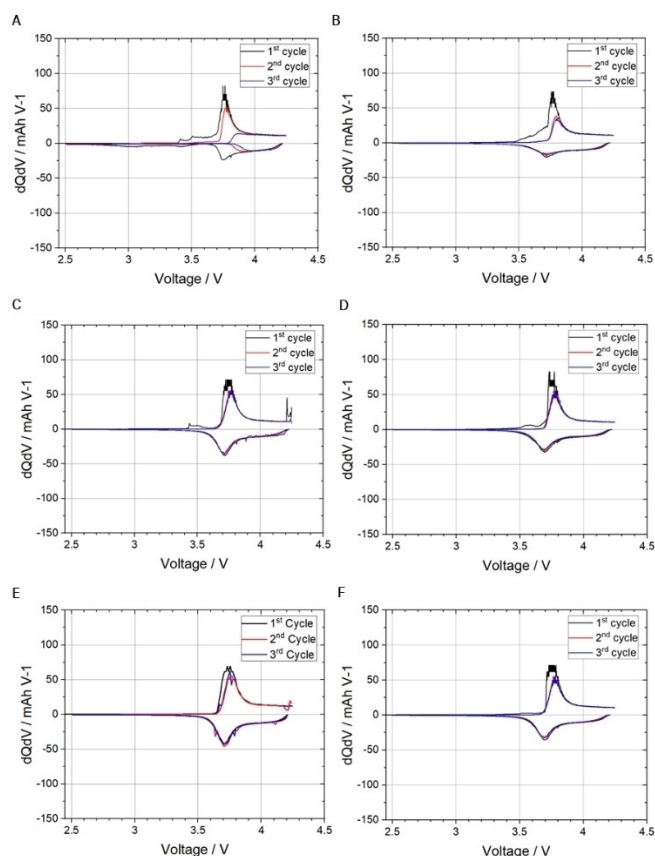 A
150
100
50
0
-50
-100
-150
2.5 3.0 3.5 4.0 4.5
dQdV / mAh V-1
Voltage / V
1st cycle
2nd cycle
3rd cycle
B
150
100
50
0
-50
-100
-150
2.5 3 3.5 4 4.5
dQdV / mAh V-1
Voltage / V
1st cycle
2nd cycle
3rd cycle
C
150
100
50
0
-50
-100
-150
2.5 3 3.5 4 4.5
dQdV / mAh V-1
Voltage / V
1st cycle
2nd cycle
3rd cycle
D
150
100
50
0
-50
-100
-150
2.5 3 3.5 4 4.5
dQdV / mAh V-1
Voltage / V
1st cycle
2nd cycle
3rd cycle
E
150
100
50
0
-50
-100
-150
2.5 3 3.5 4 4.5
dQdV / mAh V-1
Voltage / V
1st Cycle
2nd Cycle
3rd Cycle
F
150
100
50
0
-50
-100
-150
2.5 3 3.5 4 4.5
dQdV / mAh V-1
Voltage / V
1st cycle
2nd cycle
3rd cycle